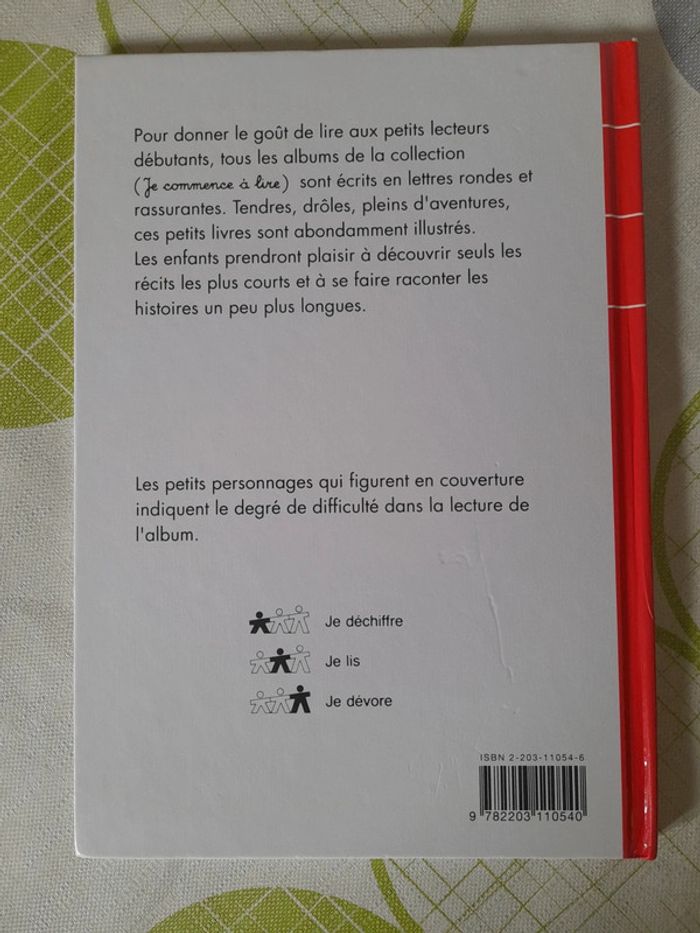 Pour donner le goût de lire aux petits lecteurs
débutants, tous les albums de la collection
(Je commence à lire) sont écrits en lettres rondes et
rassurantes. Tendres, drôles, pleins d'aventures,
ces petits livres sont abondamment illustrés.
Les enfants prendront plaisir à découvrir seuls les
récits les plus courts et à se faire raconter les
histoires un peu plus longues.
Les petits personnages qui figurent en couverture
indiquent le degré de difficulté dans la lecture de
l'album.
Je déchiffre
Je lis
Je dévore
ISBN 2-203-11054-6
9 782203 110540